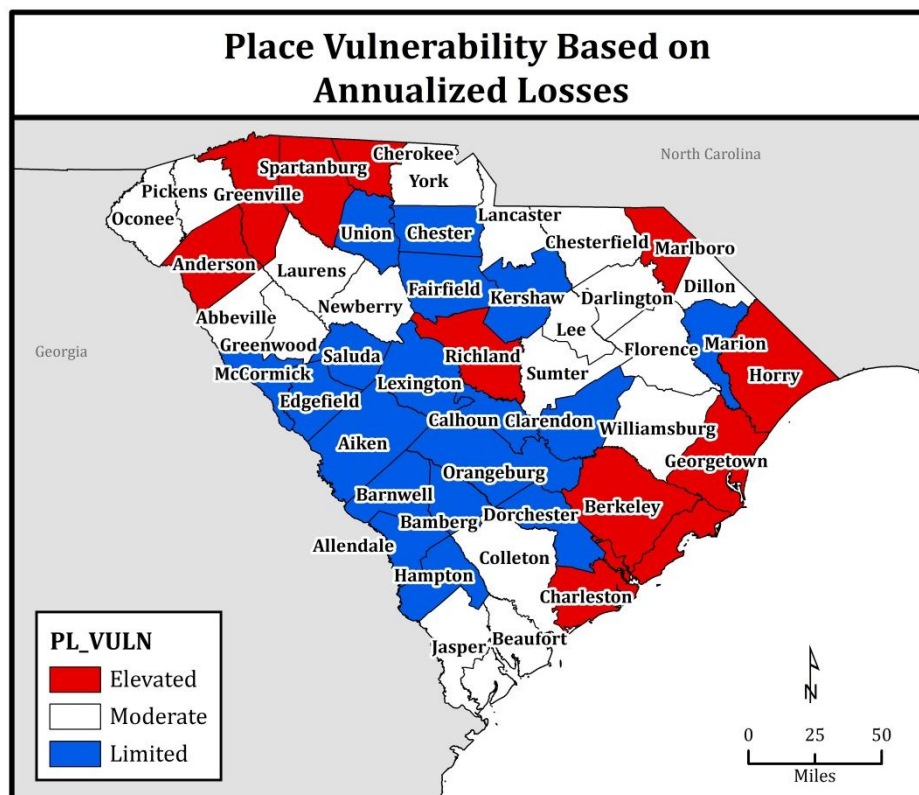 Place Vulnerability Based on
Annualized Losses
North Carolina
Cherokee
Spartanburg
York
Pickens
Greenville
Oconee
Lancaster
Union
Chester
Chesterfield
Marlboro
Anderson
Laurens
Dillon
Fairfield
Kershaw
Darlington
Newberry
Abbeville
Lee
Greenwood
Saluda
Richland
Florence
Marion
Georgia
McCormick
Lexington
Sumter
Horry
Edgefield
Calhoun
Clarendon
Williamsburg
Aiken
Georgetown
Orangeburg
Barnwell
Dorchester
Berkeley
Bamberg
Allendale
Colleton
Hampton
Charleston
Jasper
Beaufort
PL_VULN
Elevated
Moderate
Limited
N
0 25 50
Miles